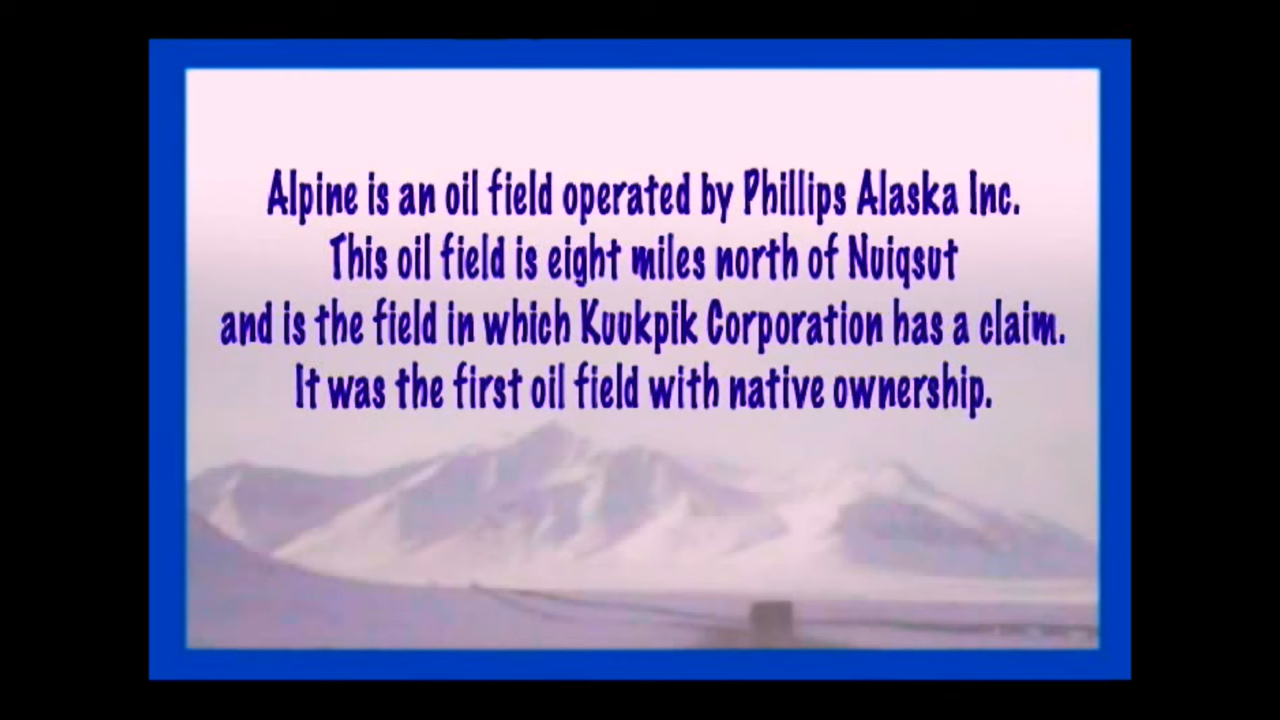 Alpine is an oil field operated by Phillips Alaska Inc.
This oil field is eight miles north of Nuiqsut
and is the field in which Kuukpik Corporation has a claim.
It was the first oil field with native ownership.